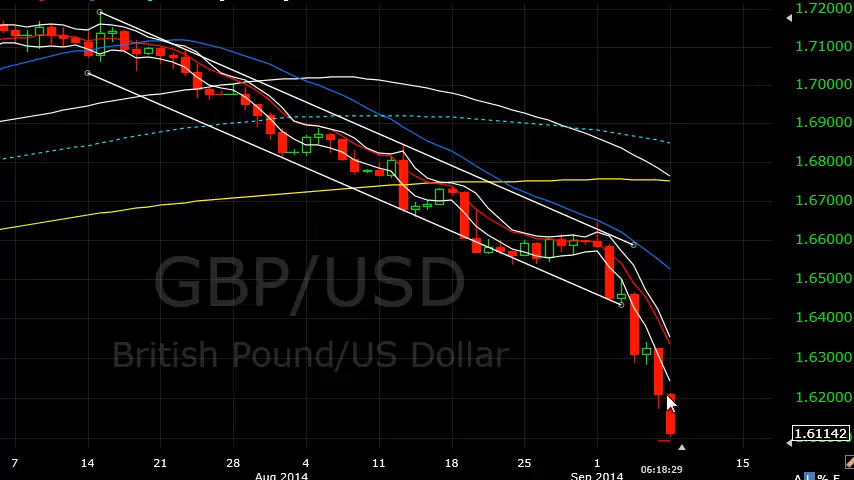 1.72000
1.71000
1.70000
1.69000
1.68000
1.67000
1.66000
1.65000
1.64000
1.63000
1.62000
1.61142
GBP/USD
British Pound/US Dollar
7 14 21 28 4 11 18 25 1 15
Aug 2014 Sep 2014
06:18:29
A L % F